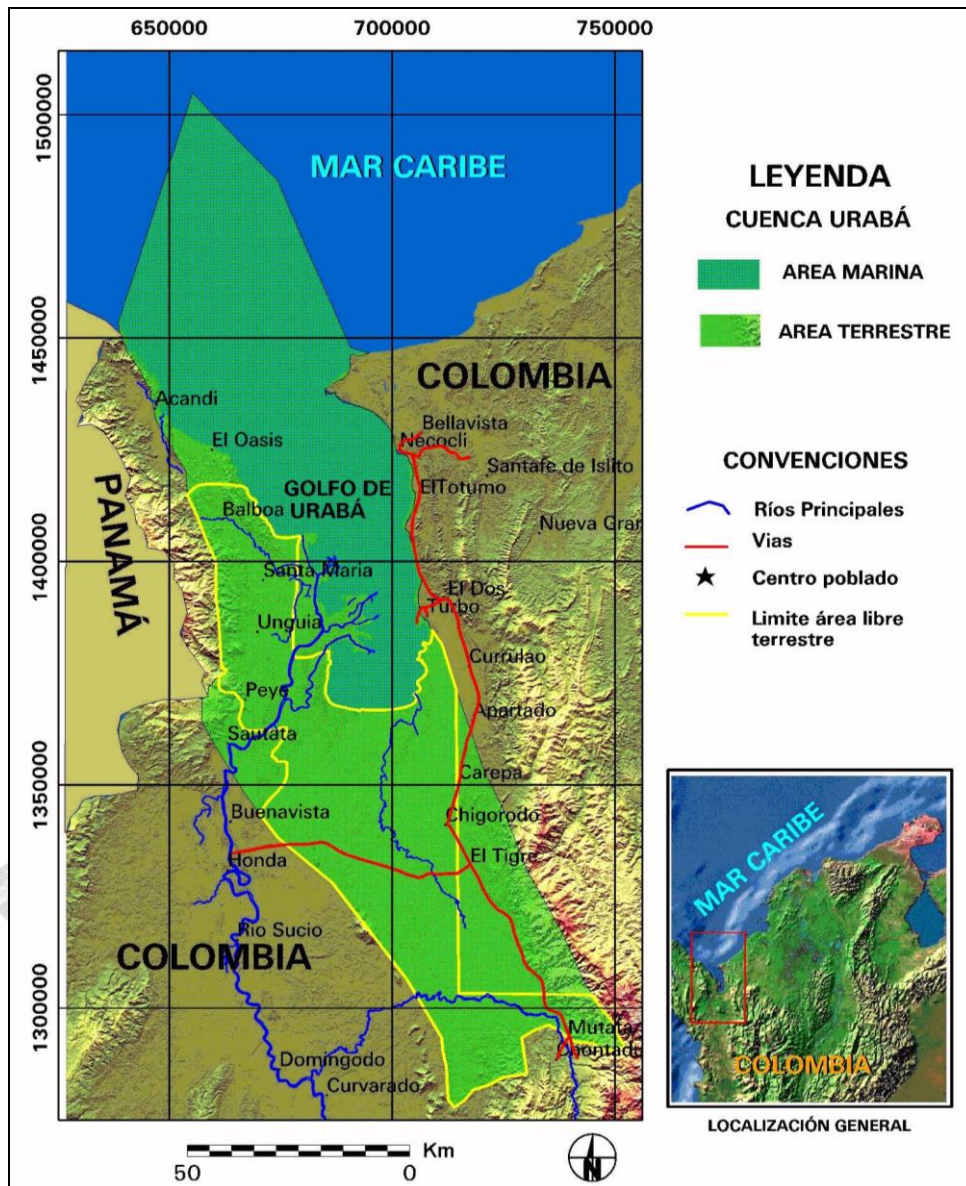 650000 700000 750000
1500000
1450000
1400000
1350000
1300000
MAR CARIBE
COLOMBIA
PANAMÁ
GOLFO DE
URABÁ
Acandi
El Oasis
Bellavista
Necocli
Santafe de Islito
El Totumo
Balboa
Nueva Gran
Santa Maria
El Dos
Turbo
Unguia
Currulao
Peye
Apartado
Sautata
Carepa
Buenavista
Chigorodo
Honda
El Tigre
Rio Sucio
COLOMBIA
Mutata
Domingodo
Curvarado
50 0
Km
N
LEYENDA
CUENCA URABÁ
AREA MARINA
AREA TERRESTRE
CONVENCIONES
Ríos Principales
Vias
Centro poblado
Limite área libre
terrestre
MAR CARIBE
COLOMBIA
LOCALIZACIÓN GENERAL